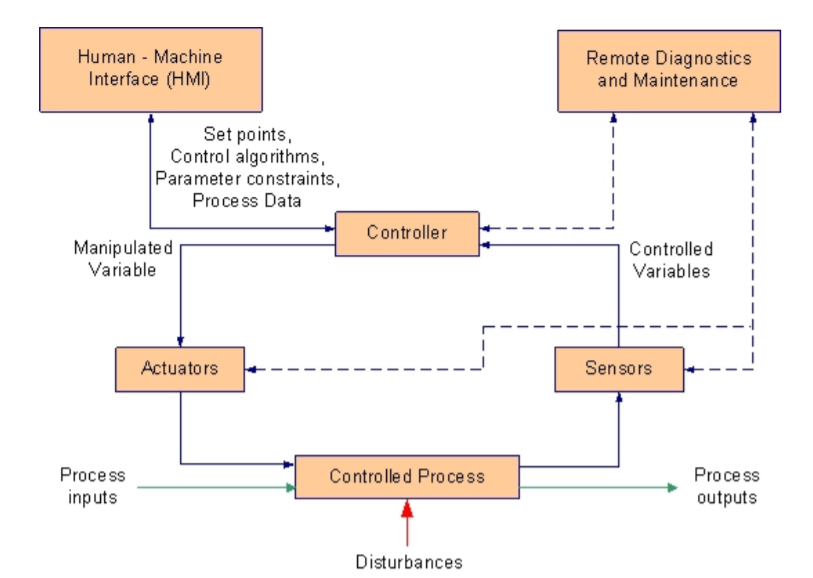 Human - Machine
Interface (HMI)
Remote Diagnostics
and Maintenance
Set points,
Control algorithms,
Parameter constraints,
Process Data
Controller
Manipulated
Variable
Controlled
Variables
Actuators
Sensors
Process
inputs
Controlled Process
Process
outputs
Disturbances